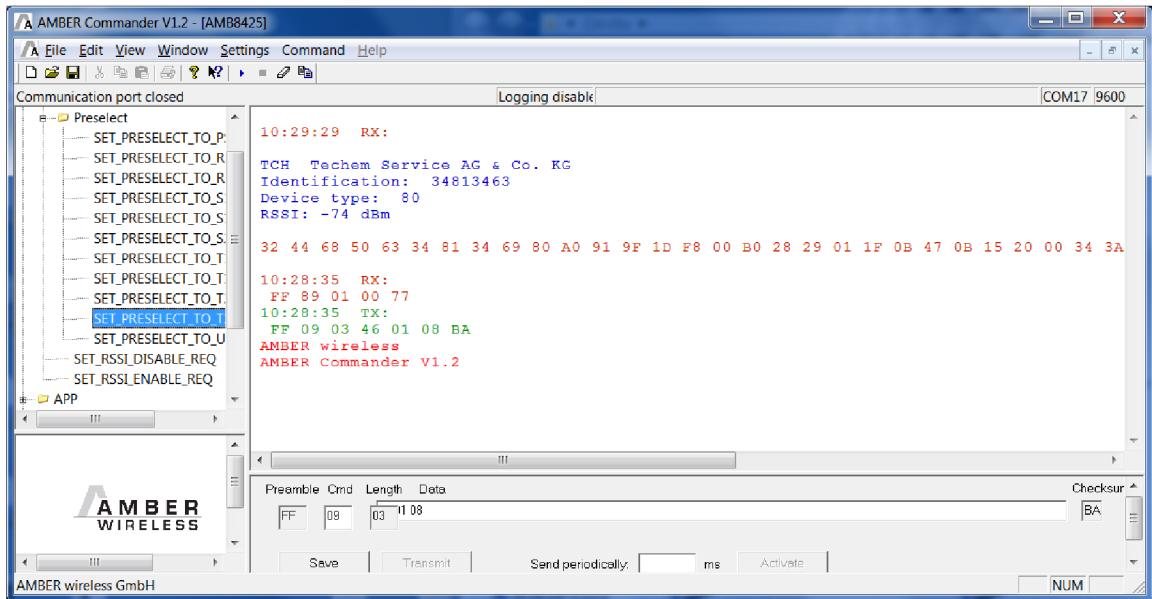 AMBER Commander V1.2 - [AMB8425]
File Edit View Window Settings Command Help
Communication port closed Logging disable COM17 9600
Preselect
SET_PRESELECT_TO_P
SET_PRESELECT_TO_R
SET_PRESELECT_TO_R
SET_PRESELECT_TO_S
SET_PRESELECT_TO_S
SET_PRESELECT_TO_S
SET_PRESELECT_TO_T
SET_PRESELECT_TO_T
SET_PRESELECT_TO_T
SET_PRESELECT_TO_T
SET_PRESELECT_TO_U
SET_RSSI_DISABLE_REQ
SET_RSSI_ENABLE_REQ
APP
10:29:29 RX:
TCH Techem Service AG & Co. KG
Identification: 34813463
Device type: 80
RSSI: -74 dBm
32 44 68 50 63 34 81 34 69 80 A0 91 9F 1D F8 00 B0 28 29 01 1F 0B 47 0B 15 20 00 34 3A
10:28:35 RX:
FF 89 01 00 77
10:28:35 TX:
FF 09 03 46 01 08 BA
AMBER wireless
AMBER Commander V1.2
AMBER
WIRELESS
Preamble Cmd Length Data Checksur
FF 09 03 01 08 BA
Save Transmit Send periodically: ms Activate
AMBER wireless GmbH NUM